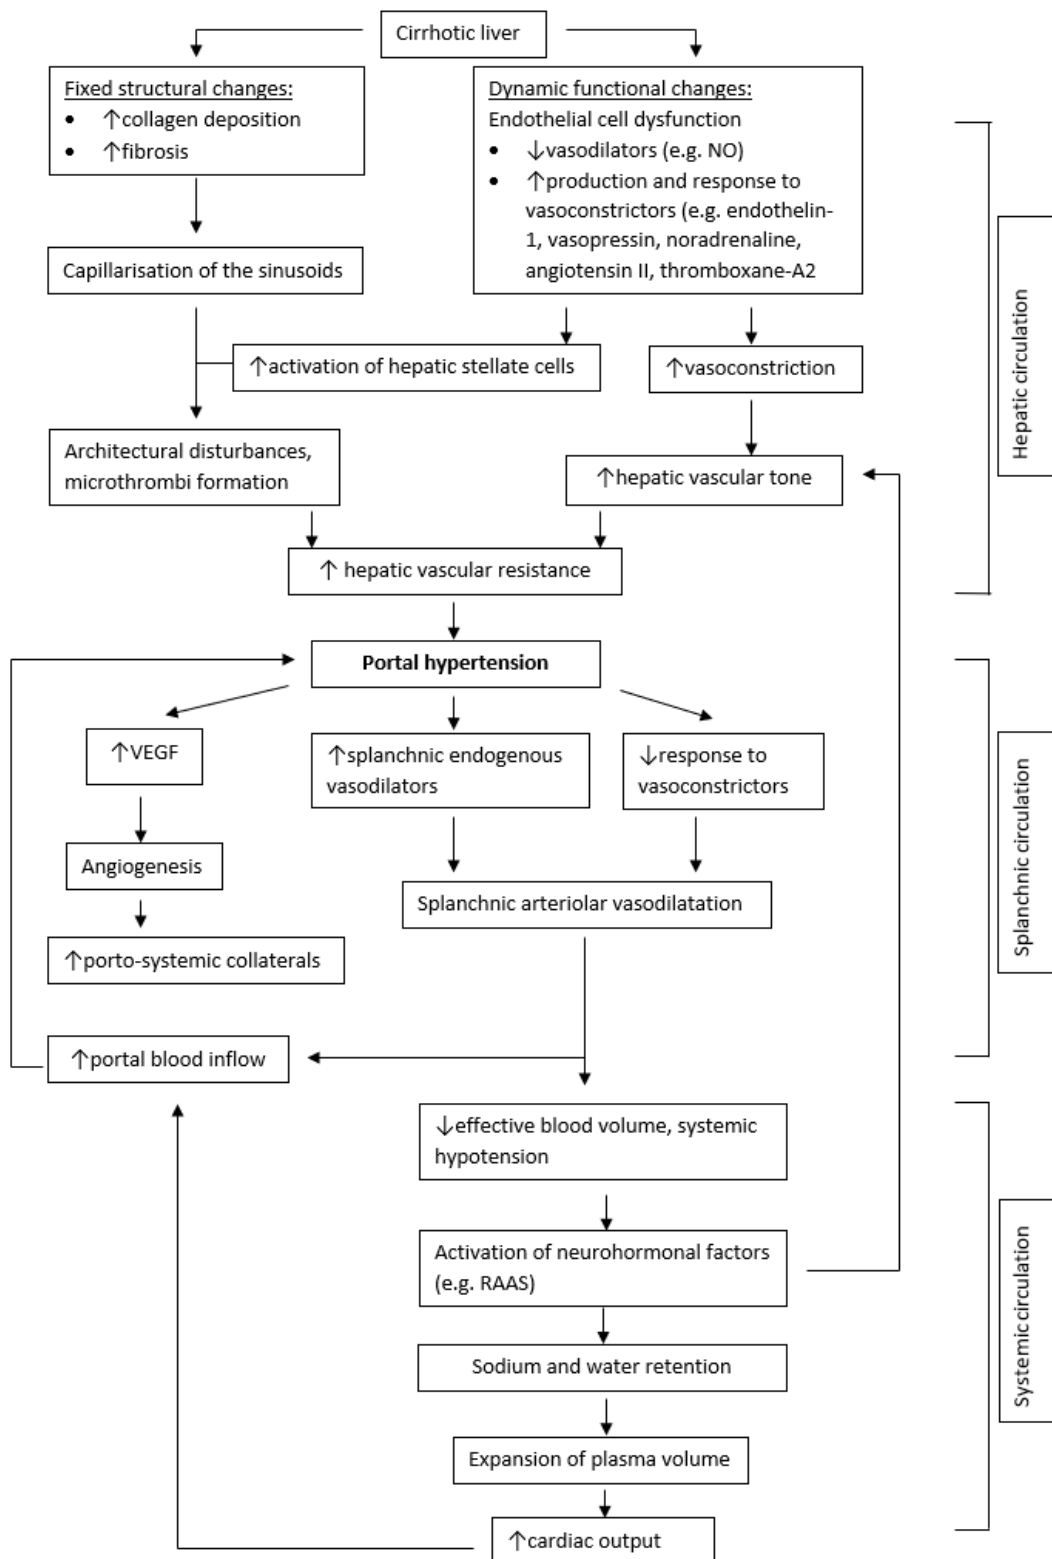 Cirrhotic liver
Fixed structural changes:
• ↑collagen deposition
• ↑fibrosis
Dynamic functional changes:
Endothelial cell dysfunction
• ↓vasodilators (e.g. NO)
• ↑production and response to
vasoconstrictors (e.g. endothelin-
1, vasopressin, noradrenaline,
angiotensin II, thromboxane-A2
Capillarisation of the sinusoids
↑activation of hepatic stellate cells
↑vasoconstriction
Architectural disturbances,
microthrombi formation
↑hepatic vascular tone
↑ hepatic vascular resistance
Hepatic circulation
Portal hypertension
↑VEGF
↑splanchnic endogenous
vasodilators
↓response to
vasoconstrictors
Angiogenesis
Splanchnic arteriolar vasodilatation
↑porto-systemic collaterals
↑portal blood inflow
Splanchnic circulation
↓effective blood volume, systemic
hypotension
Activation of neurohormonal factors
(e.g. RAAS)
Sodium and water retention
Expansion of plasma volume
↑cardiac output
Systemic circulation